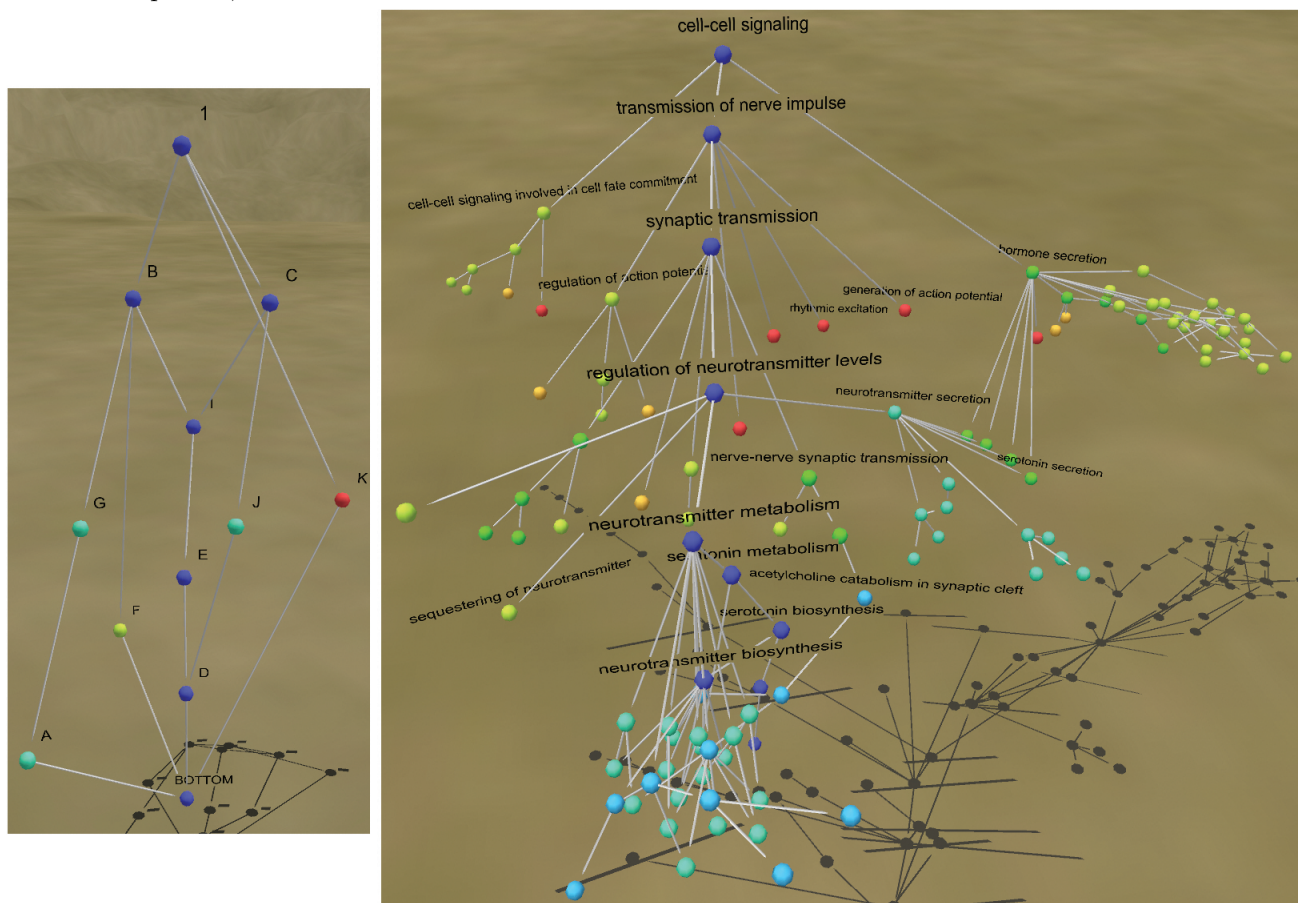 1
B
C
I
G
J
K
E
F
D
A
BOTTOM
cell-cell signaling
transmission of nerve impulse
cell-cell signaling involved in cell fate commitment
synaptic transmission
hormone secretion
regulation of action potentia
generation of action potential
rhythmic excitation
regulation of neurotransmitter levels
neurotransmitter secretion
nerve-nerve synaptic transmission
serotonin secretion
neurotransmitter metabolism
serotonin metabolism
sequestering of neurotransmitter
acetylcholine catabolism in synaptic cleft
serotonin biosynthesis
neurotransmitter biosynthesis